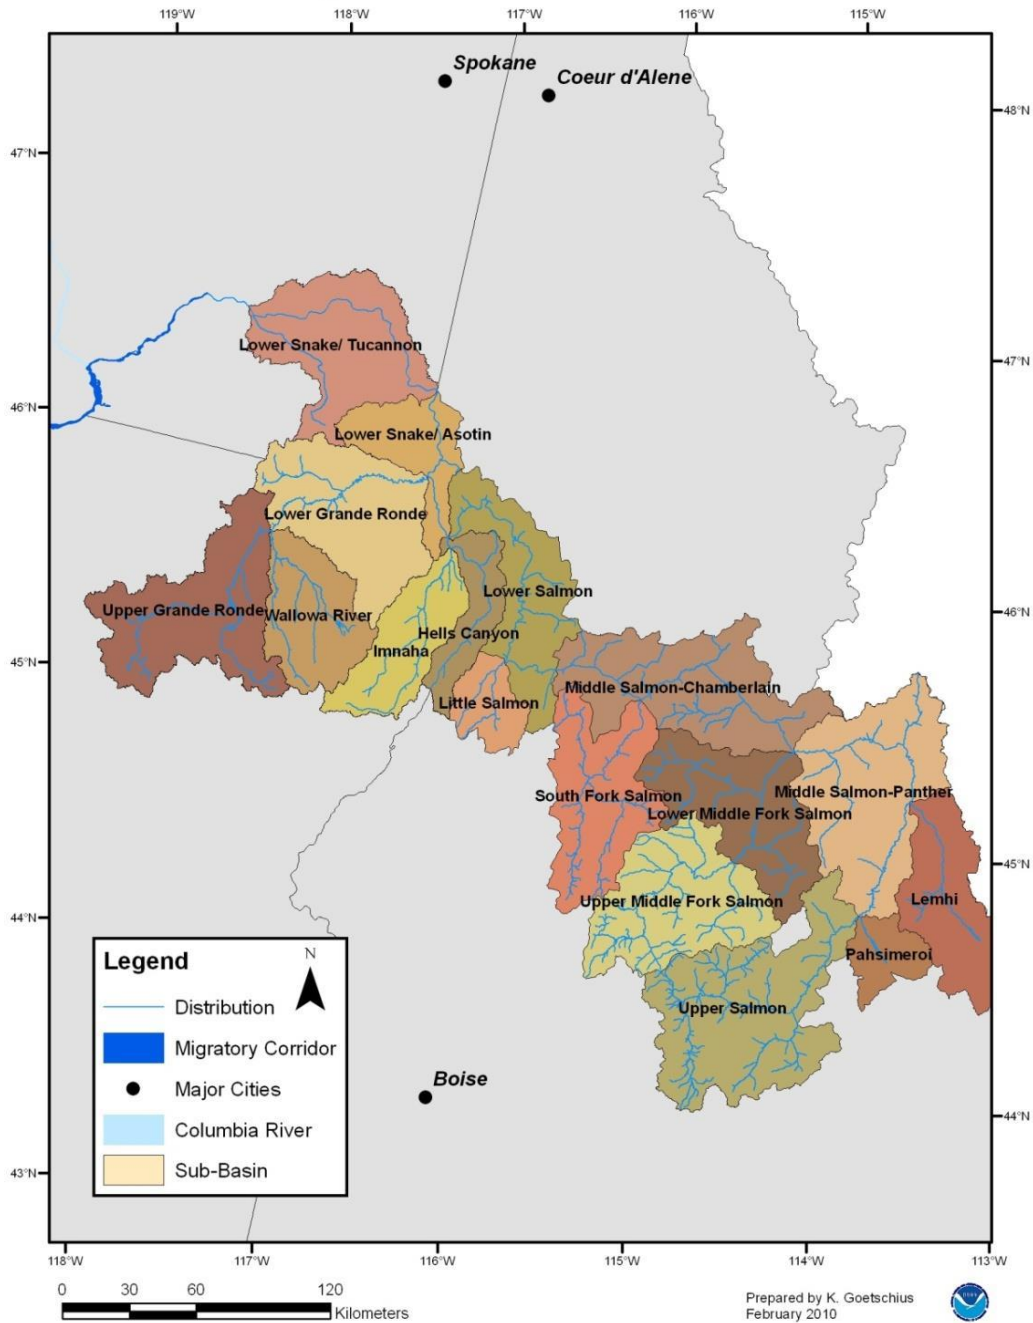 119°W 118°W 117°W 116°W 115°W
Spokane
Coeur d'Alene
48°N
47°N
47°N
Lower Snake/ Tucannon
46°N
Lower Snake/ Asotin
Lower Grande Ronde
Lower Salmon
46°N
Upper Grande Ronde
Wallowa River
Hells Canyon
Imnaha
45°N
Middle Salmon-Chamberlain
Little Salmon
Middle Salmon-Panther
South Fork Salmon
Lower Middle Fork Salmon
45°N
Lemhi
Upper Middle Fork Salmon
44°N
Pahsimeroi
Upper Salmon
Boise
44°N
43°N
Legend
N
Distribution
Migratory Corridor
Major Cities
Columbia River
Sub-Basin
118°W 117°W 116°W 115°W 114°W 113°W
0 30 60 120
Kilometers
Prepared by K. Goetschius
February 2010